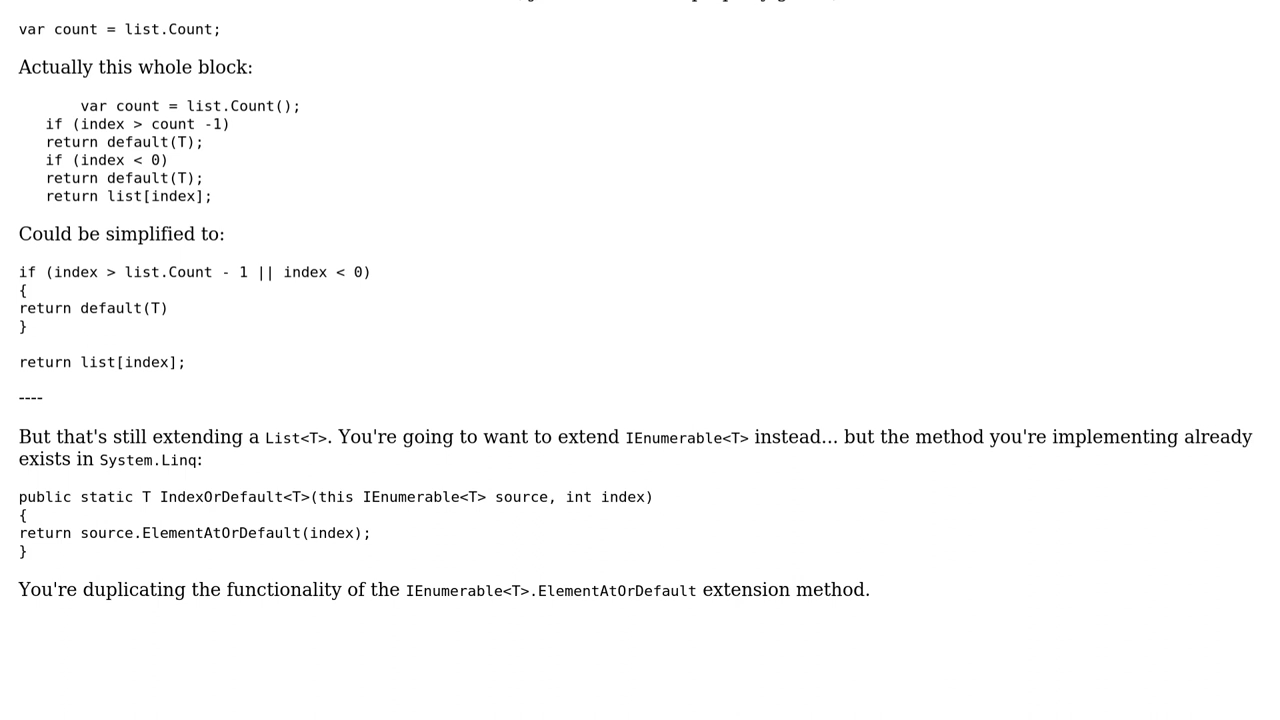 var count = list.Count;
Actually this whole block:
var count = list.Count();
if (index > count -1)
return default(T);
if (index < 0)
return default(T);
return list[index];
Could be simplified to:
if (index > list.Count - 1 || index < 0)
{
return default(T)
}
return list[index];
----
But that's still extending a List<T>. You're going to want to extend IEnumerable<T> instead... but the method you're implementing already
exists in System.Linq:
public static T IndexOrDefault<T>(this IEnumerable<T> source, int index)
{
return source.ElementAtOrDefault(index);
}
You're duplicating the functionality of the IEnumerable<T>.ElementAtOrDefault extension method.